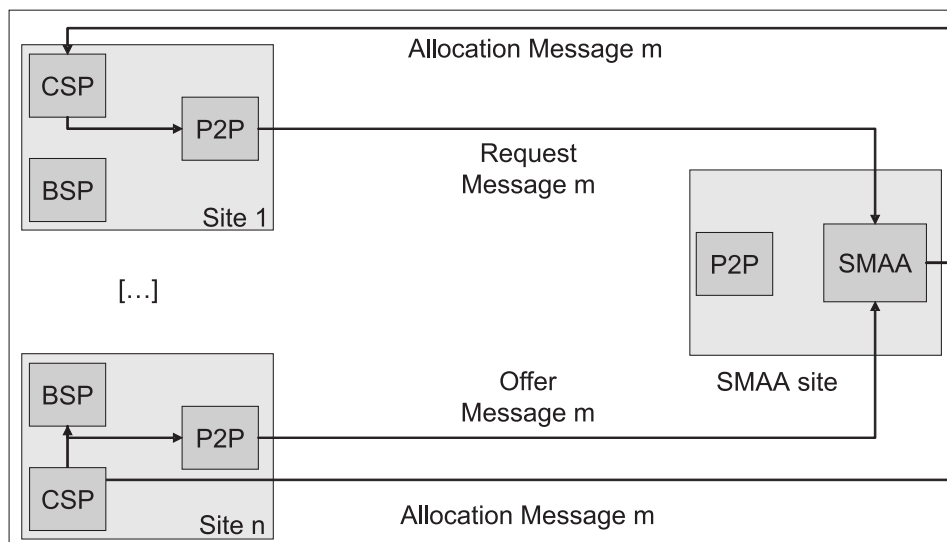 Allocation Message m
CSP
P2P
BSP
Site 1
Request
Message m
P2P
SMAA
SMAA site
[...]
BSP
P2P
CSP
Site n
Offer
Message m
Allocation Message m